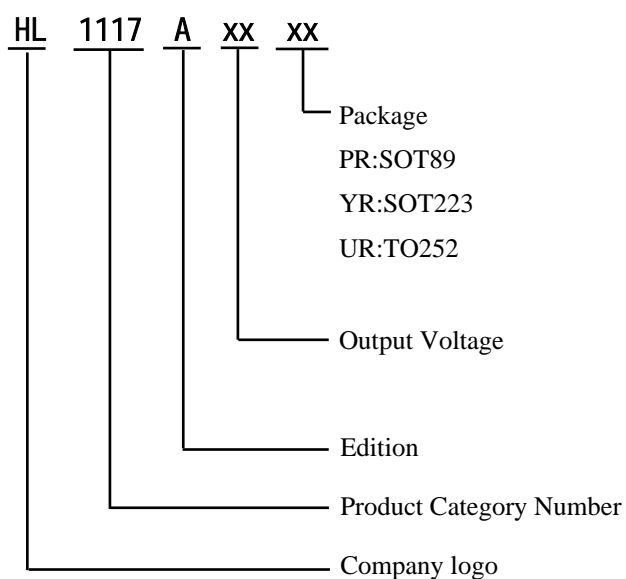 HL 1117 A xx xx
Package
PR:SOT89
YR:SOT223
UR:TO252
Output Voltage
Edition
Product Category Number
Company logo